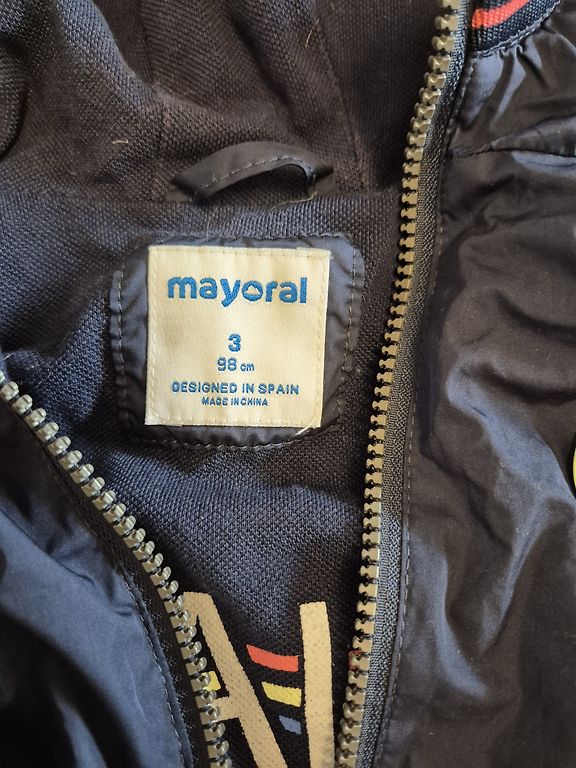 mayoral
3
98 cm
DESIGNED IN SPAIN
MADE IN CHINA